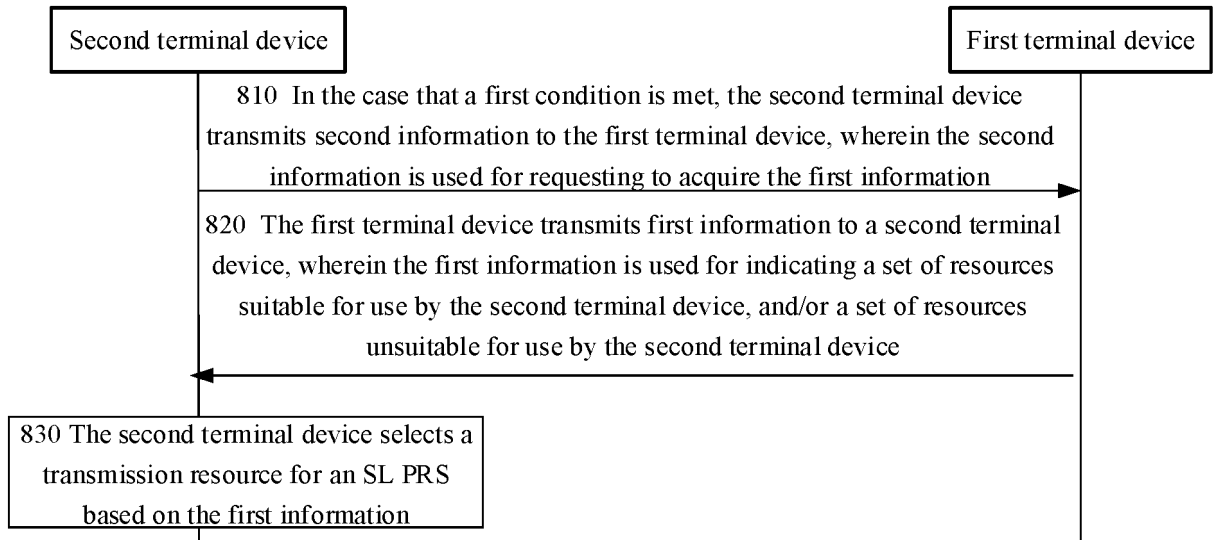 Second terminal device
First terminal device
810 In the case that a first condition is met, the second terminal device
transmits second information to the first terminal device, wherein the second
information is used for requesting to acquire the first information
820 The first terminal device transmits first information to a second terminal
device, wherein the first information is used for indicating a set of resources
suitable for use by the second terminal device, and/or a set of resources
unsuitable for use by the second terminal device
830 The second terminal device selects a
transmission resource for an SL PRS
based on the first information